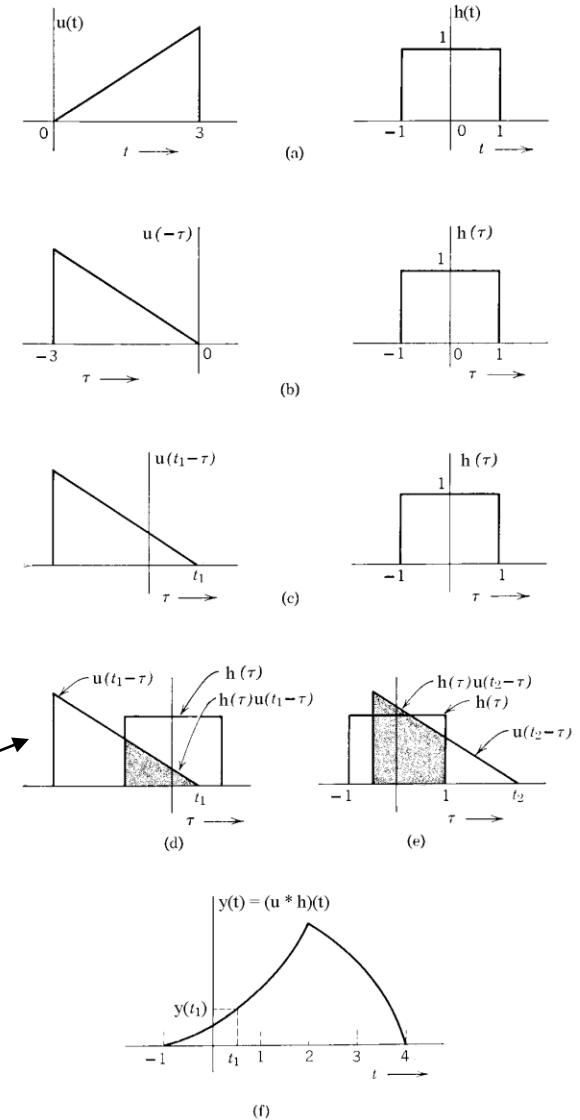 u(t)
h(t)
1
0 3
-1 0 1
t
t
(a)
u(-τ)
h(τ)
1
-3 0
-1 0 1
τ
τ
(b)
u(t₁-τ)
h(τ)
1
t₁
-1 1
τ
τ
(c)
u(t₁-τ)
h(τ)
h(τ)u(t₁-τ)
t₁
τ
(d)
h(τ)u(t₂-τ)
h(τ)
u(t₂-τ)
-1 1 t₂
τ
(e)
y(t) = (u * h)(t)
y(t₁)
-1 t₁ 1 2 3 4
t
(f)